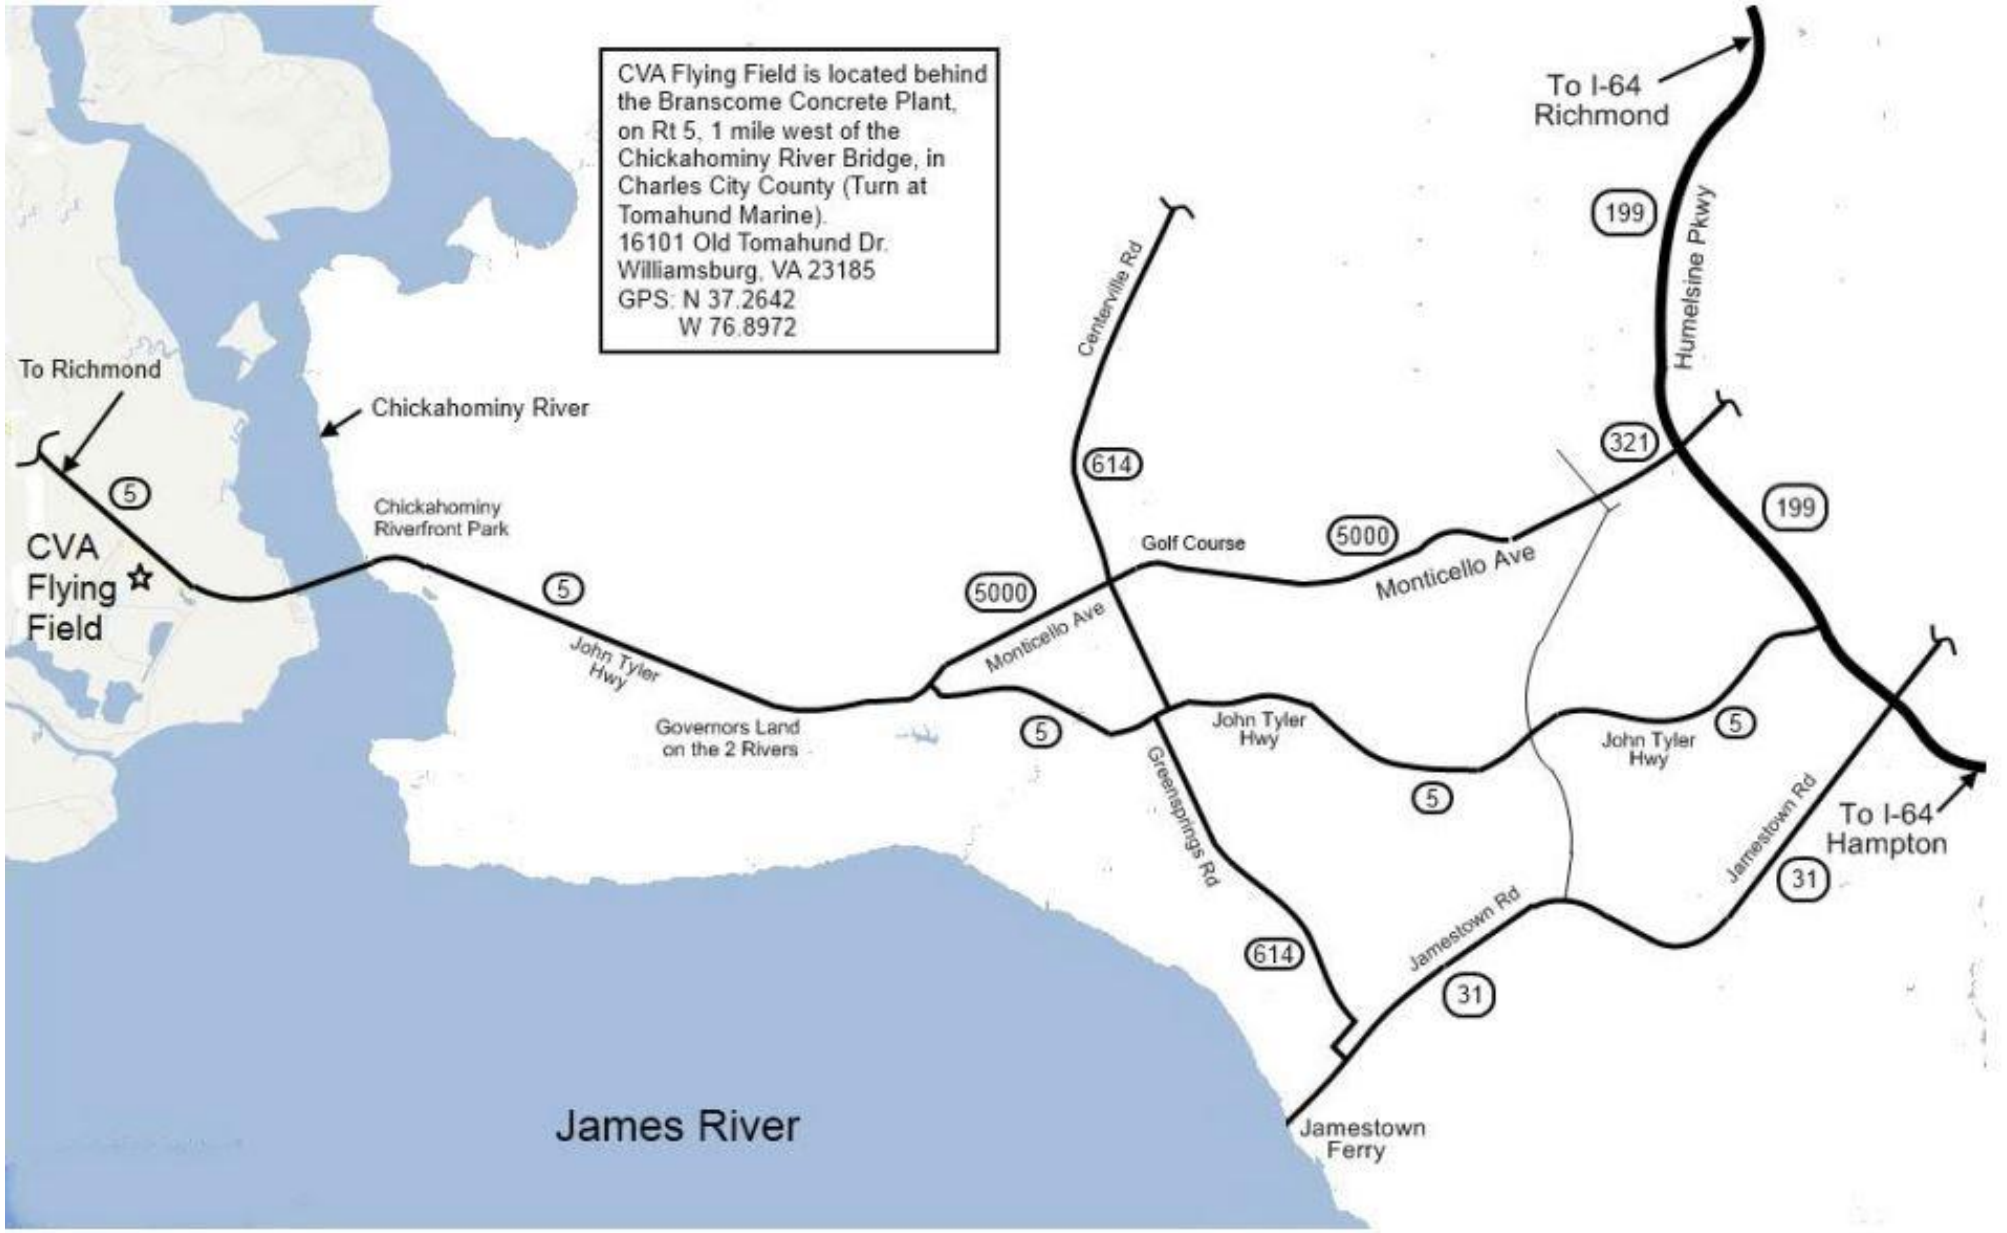 CVA Flying Field is located behind
the Branscome Concrete Plant,
on Rt 5, 1 mile west of the
Chickahominy River Bridge, in
Charles City County (Turn at
Tomahund Marine).
16101 Old Tomahund Dr.
Williamsburg, VA 23185
GPS: N 37.2642
W 76.8972
To I-64
Richmond
199
Humelsine Pkwy
Centerville Rd
To Richmond
Chickahominy River
321
614
5
Chickahominy
Riverfront Park
199
CVA
Flying
Field
Golf Course
5000
Monticello Ave
5
5000
Monticello Ave
John Tyler
Hwy
Governors Land
on the 2 Rivers
5
John Tyler
Hwy
5
John Tyler
Hwy
5
Greensprings Rd
To I-64
Hampton
Jamestown Rd
31
Jamestown Rd
614
31
James River
Jamestown
Ferry